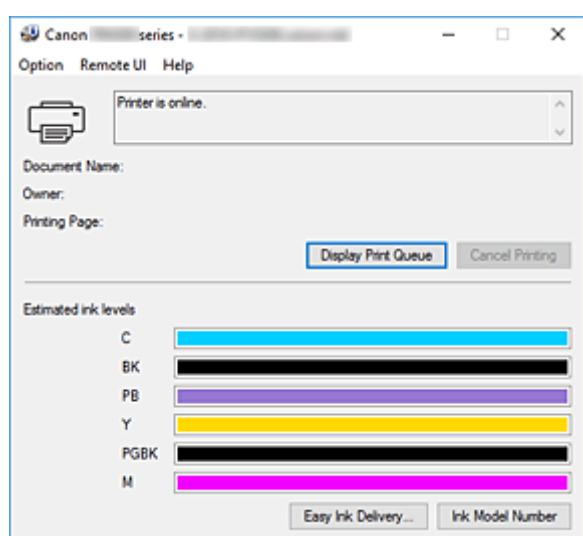 Canon series -
Option Remote UI Help
Printer is online.
Document Name:
Owner:
Printing Page:
Display Print Queue Cancel Printing
Estimated ink levels
C
BK
PB
Y
PGBK
M
Easy Ink Delivery... Ink Model Number